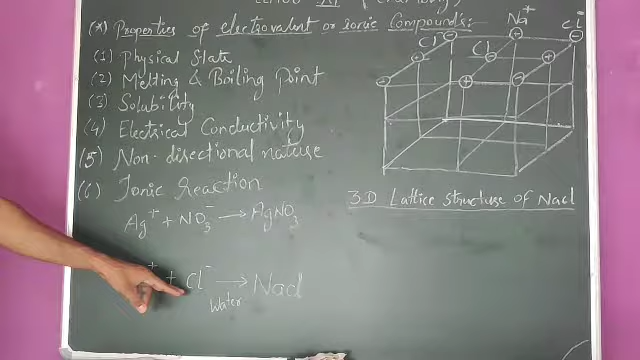 (*) Properties of electrovalent or ionic Compounds:-
(1) Physical State
(2) Melting & Boiling Point
(3) Solubility
(4) Electrical Conductivity
(5) Non-directional nature
(6) Ionic Reaction
Ag⁺ + NO₃⁻ → AgNO₃
⁺ + Cl⁻ → Nacl
Water
Na⁺
Cl⁻
Cl⁻
Cl
3D Lattice Structure of Nacl